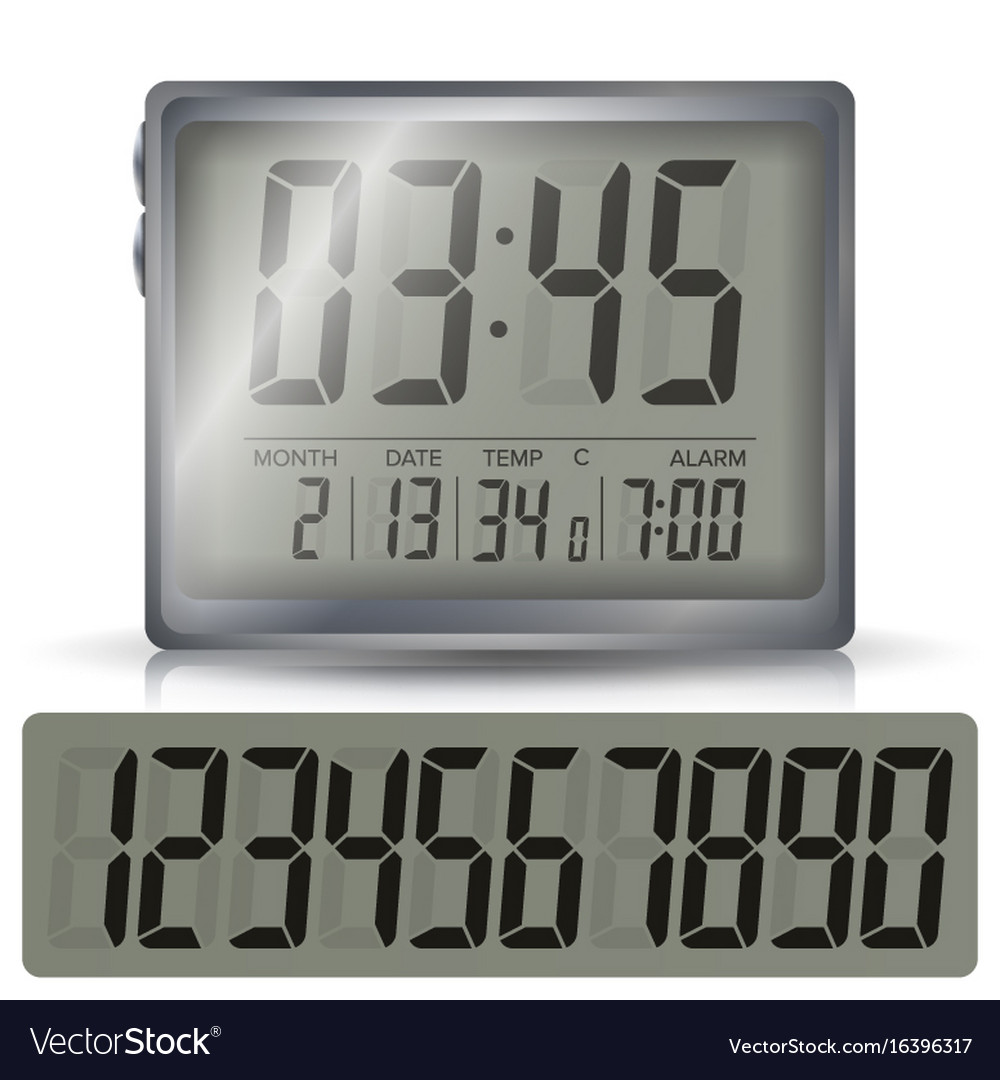 03:45
MONTH DATE TEMP C ALARM
2 13 34 0 7:00
1234567890
VectorStock®
VectorStock.com/16396317